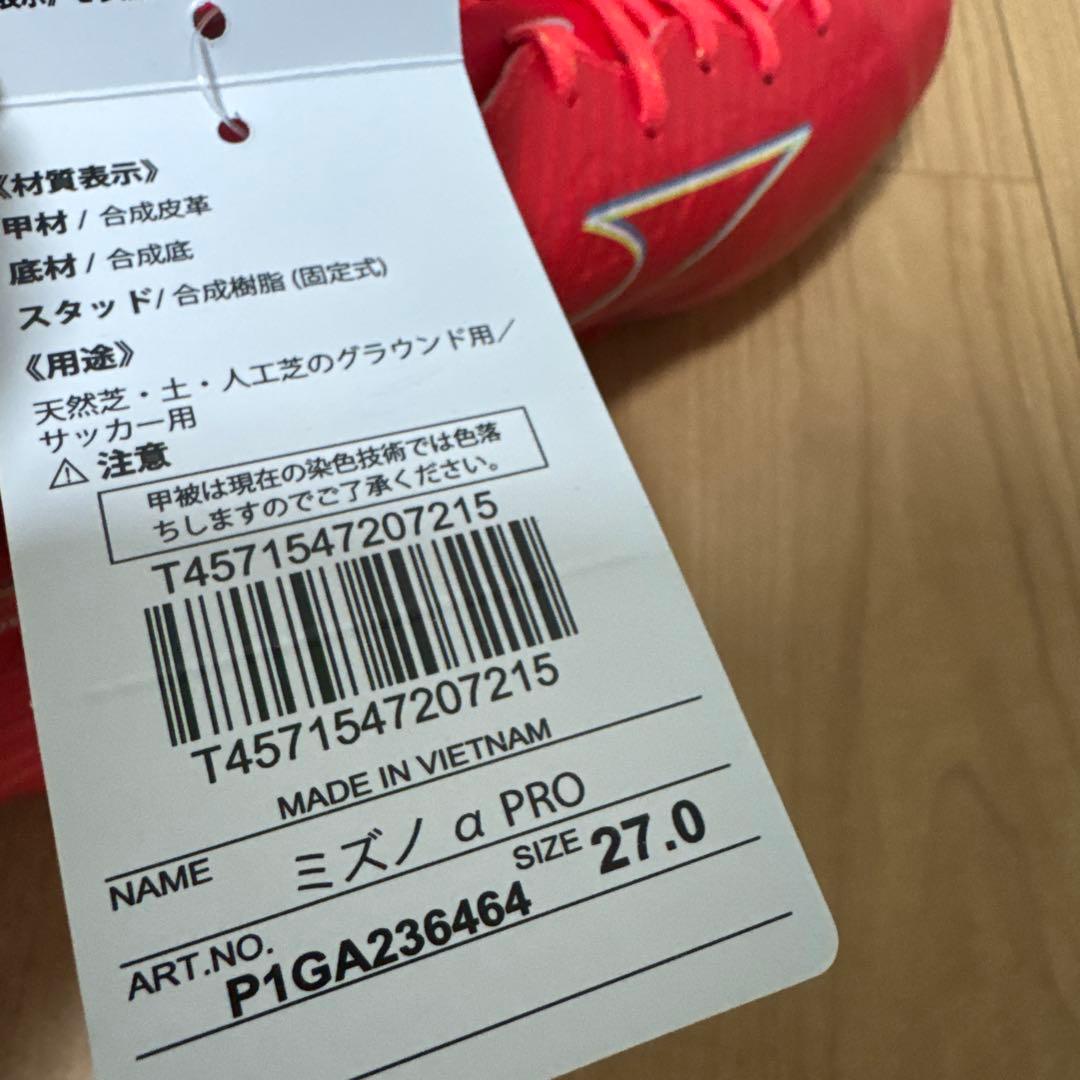 《材質表示》
甲材 / 合成皮革
底材 / 合成底
スタッド/ 合成樹脂 (固定式)
《用途》
天然芝・土・人工芝のグラウンド用／
サッカー用
⚠ 注意
甲被は現在の染色技術では色落
ちしますのでご了承ください。
T4571547207215
T4571547207215
MADE IN VIETNAM
NAME ミズノ α PRO
SIZE 27.0
ART.NO.
P1GA236464